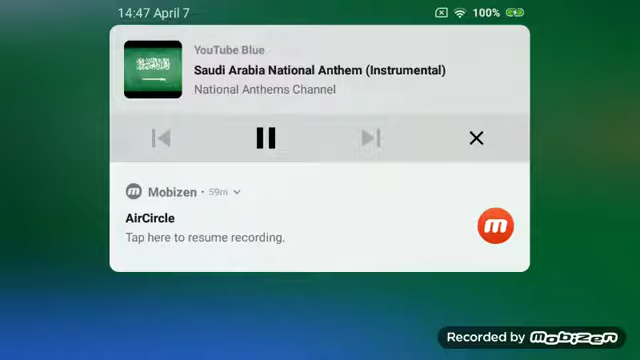 14:47 April 7
100%
YouTube Blue
Saudi Arabia National Anthem (Instrumental)
National Anthems Channel
Mobizen • 59m
AirCircle
Tap here to resume recording.
m
Recorded by mobizen